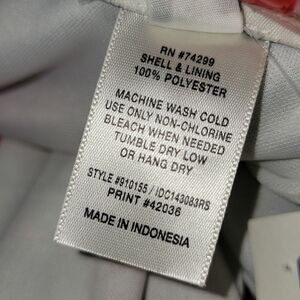 RN #74299
SHELL & LINING
100% POLYESTER
MACHINE WASH COLD
USE ONLY NON-CHLORINE
BLEACH WHEN NEEDED
TUMBLE DRY LOW
OR HANG DRY
STYLE #910155 / IDC143083RS
PRINT #42036
MADE IN INDONESIA